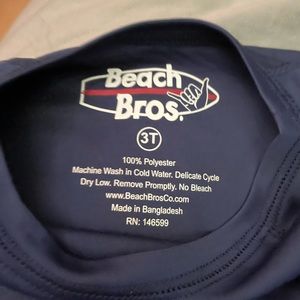 Beach
Bros.
3T
100% Polyester
Machine Wash in Cold Water. Delicate Cycle
Dry Low. Remove Promptly. No Bleach
www.BeachBrosCo.com
Made in Bangladesh
RN: 146599